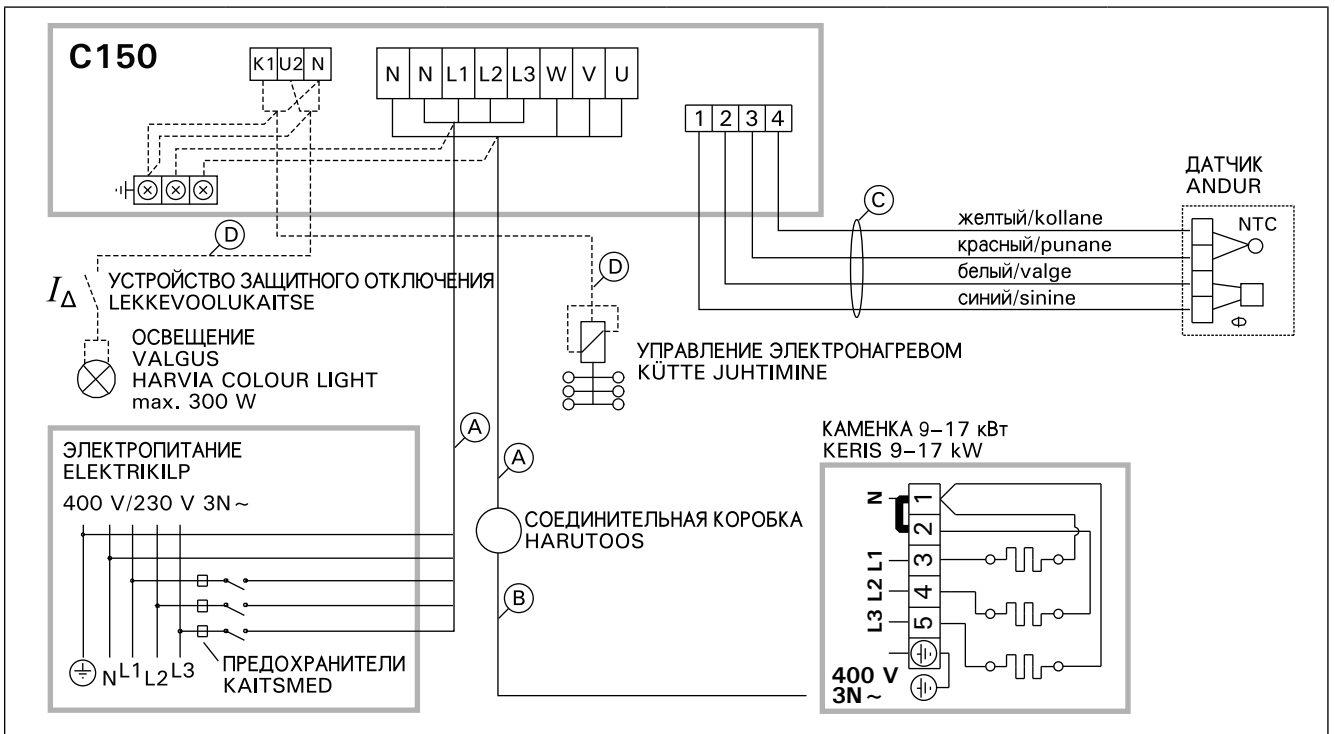 C150
K1 U2 N
N N L1 L2 L3 W V U
1 2 3 4
ДАТЧИК
ANDUR
C
желтый/kollane
красный/punane
белый/valge
синий/sinine
NTC
Ф
D
I∆
УСТРОЙСТВО ЗАЩИТНОГО ОТКЛЮЧЕНИЯ
LEKKEVOOLUKAITSE
ОСВЕЩЕНИЕ
VALGUS
HARVIA COLOUR LIGHT
max. 300 W
D
УПРАВЛЕНИЕ ЭЛЕКТРОНАГРЕВОМ
KÜTTE JUHTIMINE
A
A
СОЕДИНИТЕЛЬНАЯ КОРОБКА
HARUTOOS
B
ЭЛЕКТРОПИТАНИЕ
ELEKTRIKILP
400 V/230 V 3N~
N L1 L2 L3
ПРЕДОХРАНИТЕЛИ
KAITSMED
КАМЕНКА 9–17 кВт
KERIS 9–17 kW
N
1
2
L1 3
L2 4
L3 5
400 V
3N~